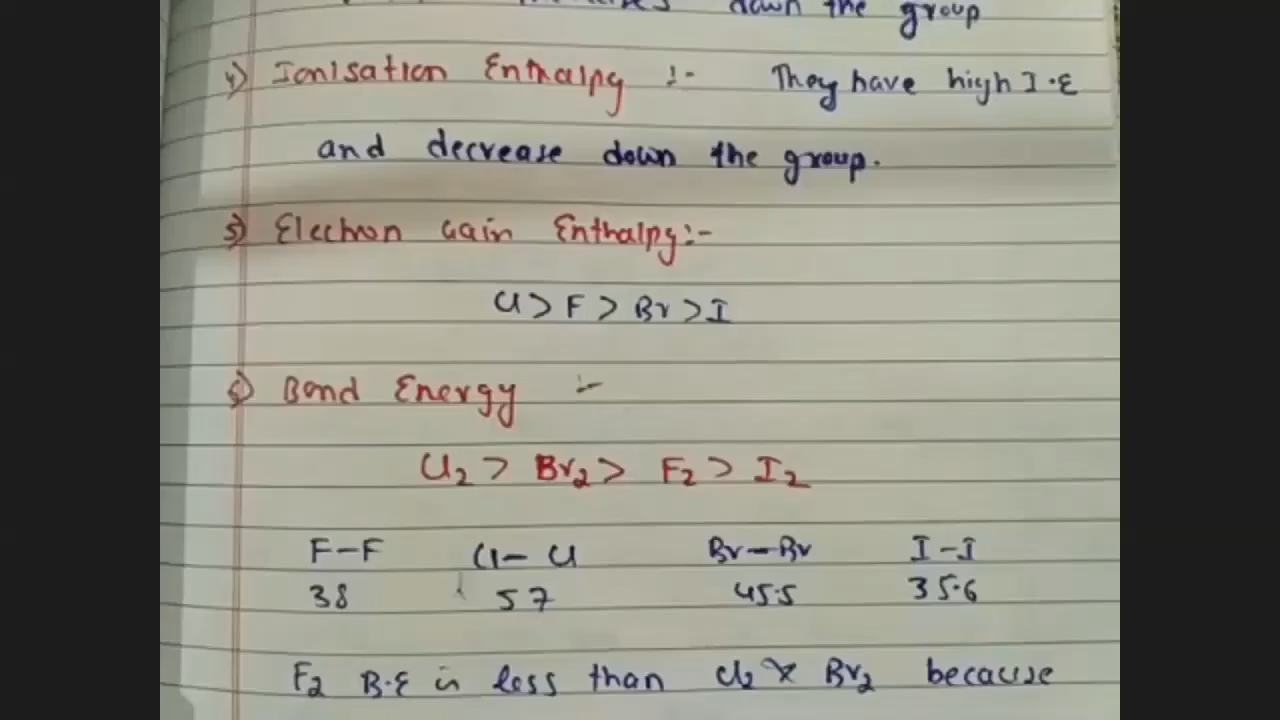 down the group
4) Ionisation Enthalpy :- They have high I.E
and decrease down the group.
5) Electron Gain Enthalpy:-
Cl > F > Br > I
6) Bond Energy :-
Cl₂ > Br₂ > F₂ > I₂
F-F Cl-Cl Br-Br I-I
38 57 45.5 35.6
F₂ B.E is less than Cl₂ & Br₂ because